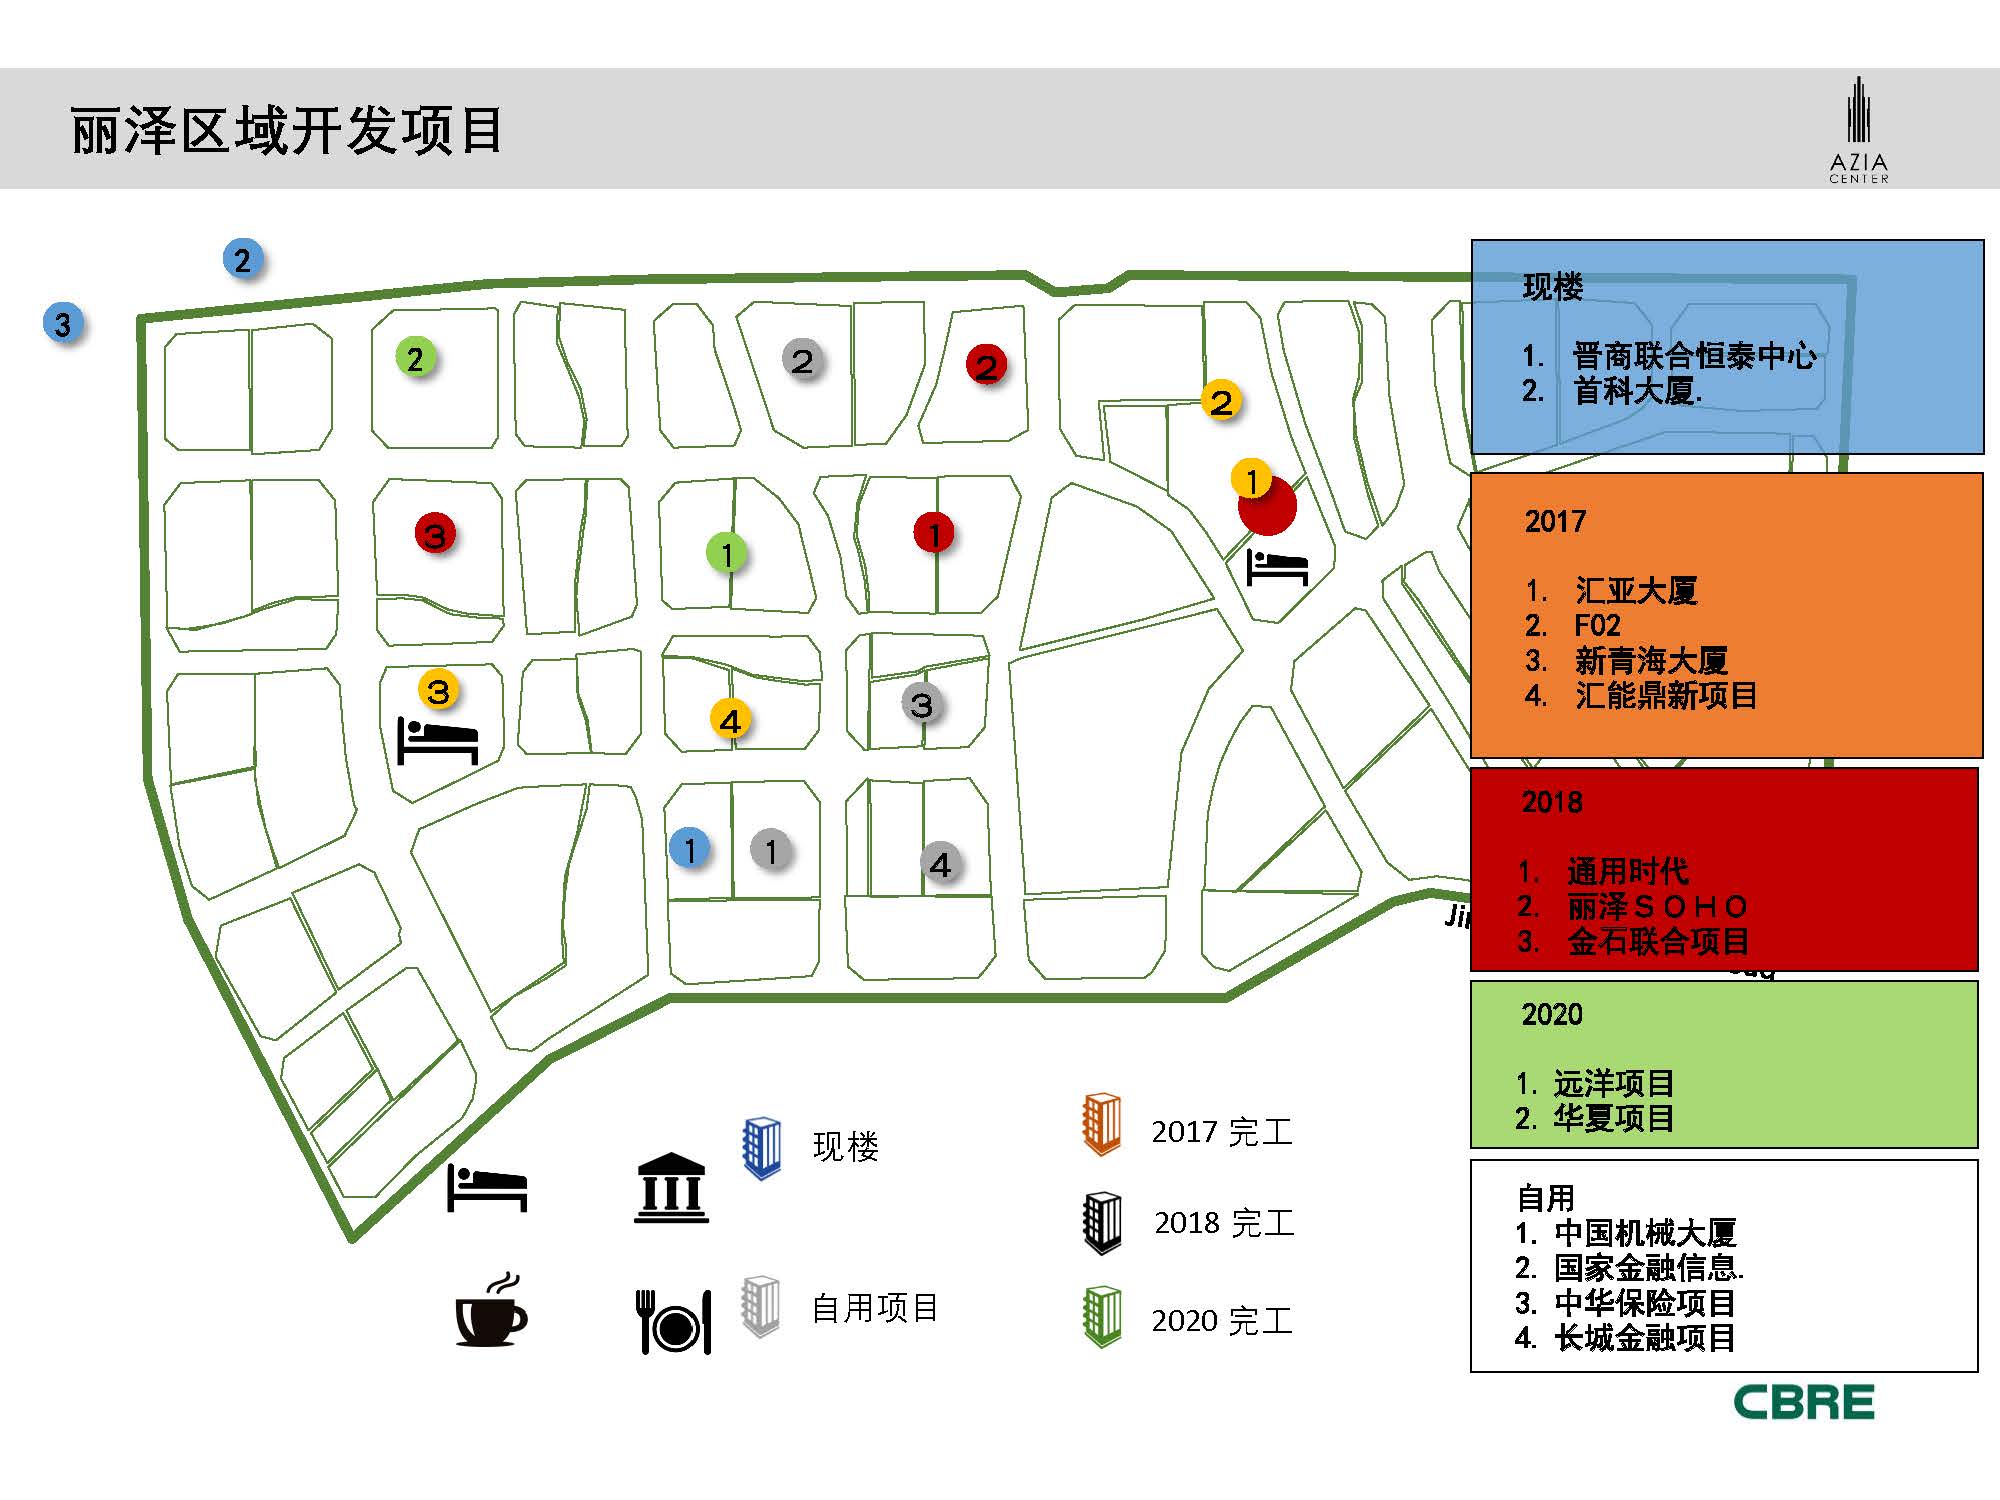 丽泽区域开发项目
AZIA
CENTER
2
3
2
2
2
2
1
3
1
1
3
4
3
1
1
4
现楼
1. 晋商联合恒泰中心
2. 首科大厦.
2017
1. 汇亚大厦
2. F02
3. 新青海大厦
4. 汇能鼎新项目
2018
1. 通用时代
2. 丽泽ＳＯＨＯ
3. 金石联合项目
2020
1. 远洋项目
2. 华夏项目
自用
1. 中国机械大厦
2. 国家金融信息.
3. 中华保险项目
4. 长城金融项目
现楼
自用项目
2017 完工
2018 完工
2020 完工
CBRE